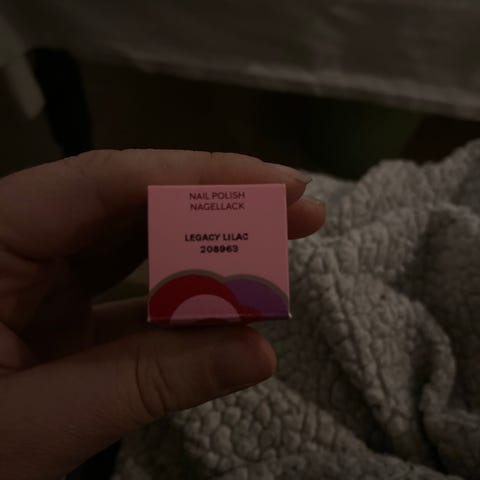 NAIL POLISH
NAGELLACK
LEGACY LILAC
208963